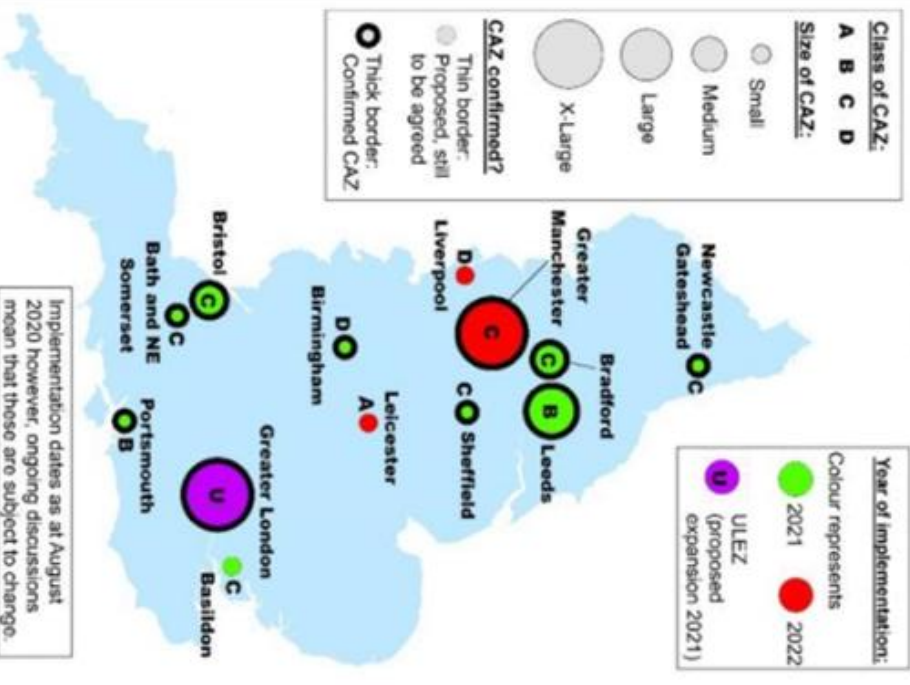 Class of CAZ:
A B C D
Size of CAZ:
Small
Medium
Large
X-Large
CAZ confirmed?
Thin border:
Proposed, still
to be agreed
Thick border:
Confirmed CAZ
Year of implementation:
Colour represents
2021
2022
U
ULEZ
(proposed
expansion 2021)
Newcastle
Gateshead
C
Greater
Manchester
C
Bradford
C
B
Leeds
D
Liverpool
C
Sheffield
Leicester
A
D
Birmingham
Bristol
C
Bath and NE
Somerset
C
Greater London
U
C
Basildon
Portsmouth
B
Implementation dates as at August
2020 however, ongoing discussions
mean that these are subject to change.